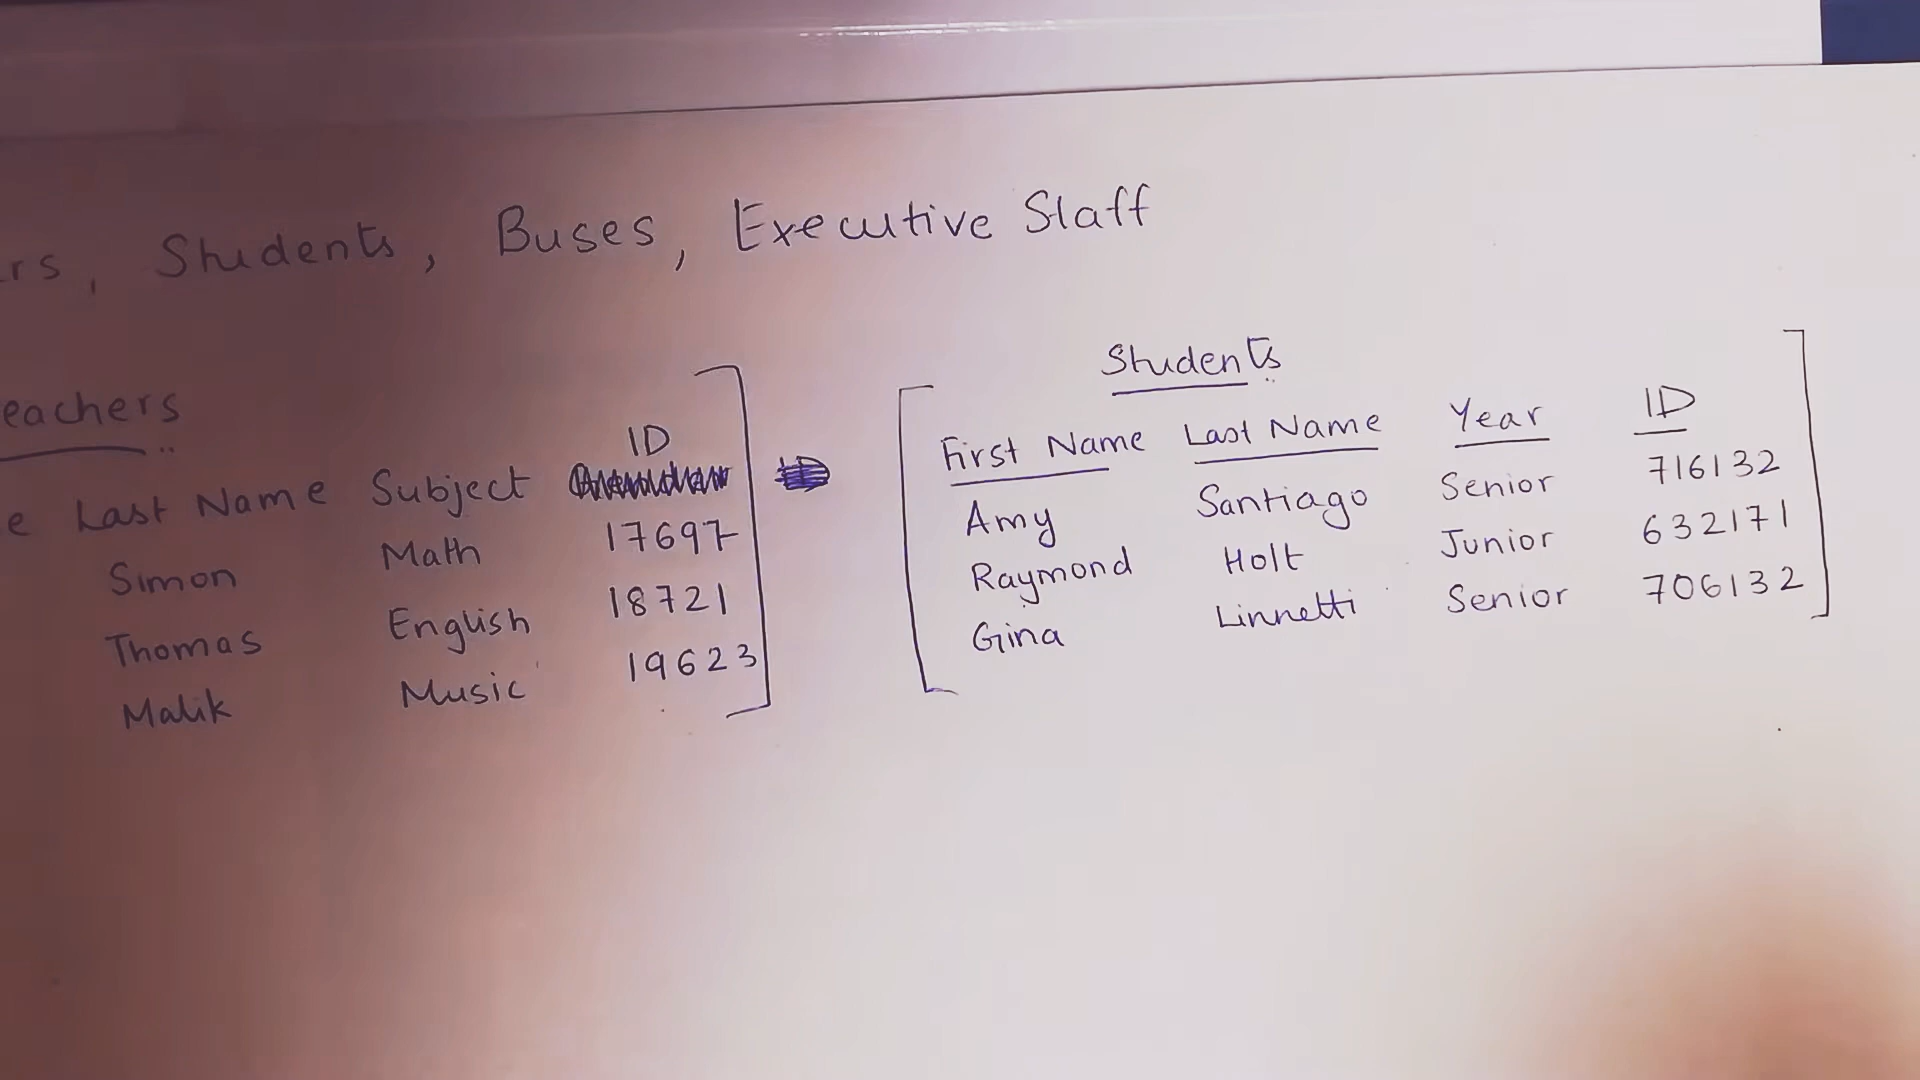 rs, Students, Buses, Executive Staff
eachers
e Last Name Subject ID
Simon Math 17697
Thomas English 18721
Malik Music 19623
Students
First Name Last Name Year ID
Amy Santiago Senior 716132
Raymond Holt Junior 632171
Gina Linnetti Senior 706132